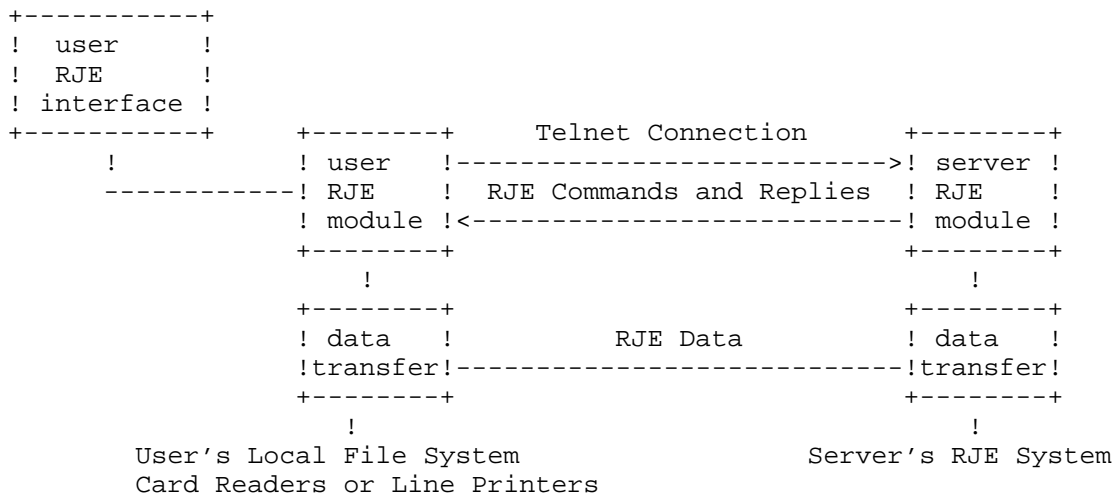 +-----------+
!  user     !
!  RJE      !
! interface !
+-----------+     +--------+     Telnet Connection      +--------+
      !           ! user   !--------------------------->! server !
      ------------! RJE    !  RJE Commands and Replies  ! RJE    !
                  ! module !<---------------------------! module !
                  +--------+                            +--------+
                      !                                     !
                  +--------+                            +--------+
                  ! data   !          RJE Data          ! data   !
                  !transfer!----------------------------!transfer!
                  +--------+                            +--------+
                     !                                      !
        User's Local File System                  Server's RJE System
        Card Readers or Line Printers